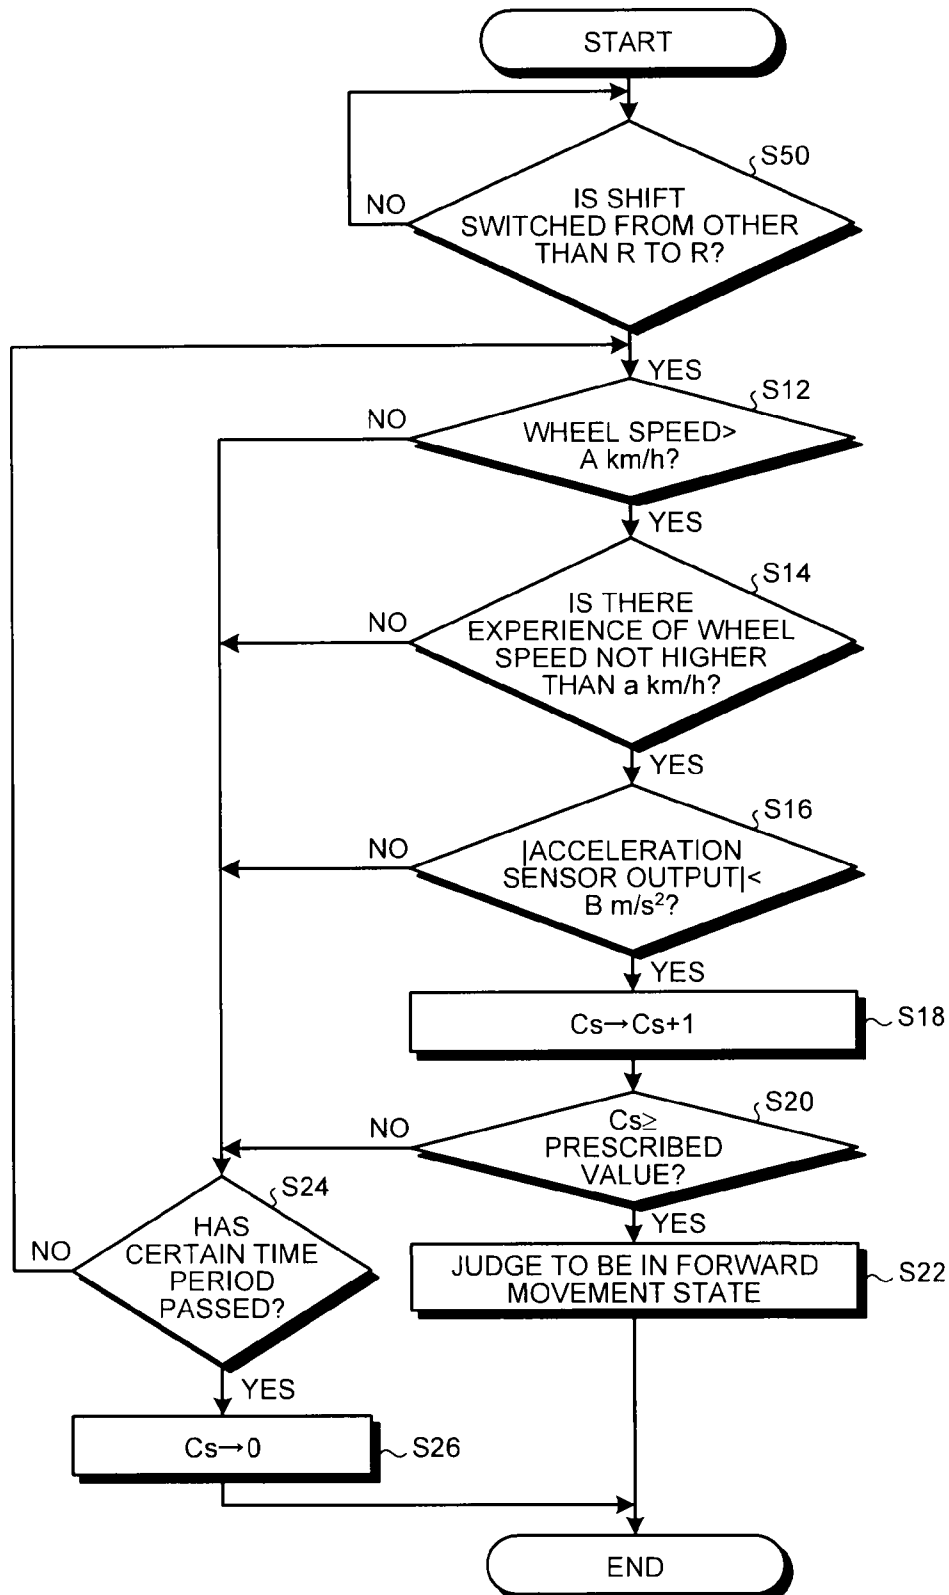 START
S50
IS SHIFT
SWITCHED FROM OTHER
THAN R TO R?
NO
YES
S12
NO
WHEEL SPEED>
A km/h?
YES
S14
NO
IS THERE
EXPERIENCE OF WHEEL
SPEED NOT HIGHER
THAN a km/h?
YES
S16
NO
|ACCELERATION
SENSOR OUTPUT|<
B m/s²?
YES
Cs→Cs+1
S18
S20
NO
Cs≥
PRESCRIBED
VALUE?
YES
S24
NO
HAS
CERTAIN TIME
PERIOD
PASSED?
YES
JUDGE TO BE IN FORWARD
MOVEMENT STATE
S22
Cs→0
S26
END